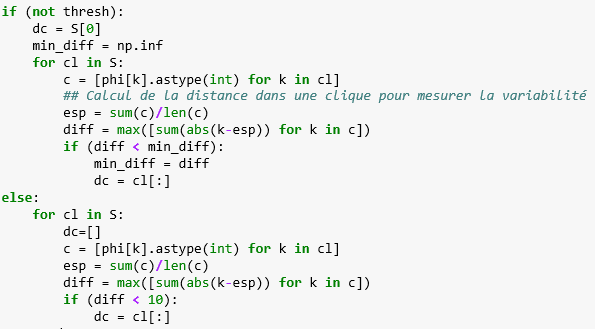 if (not thresh):
    dc = S[0]
    min_diff = np.inf
    for cl in S:
        c = [phi[k].astype(int) for k in cl]
        ## Calcul de la distance dans une clique pour mesurer la variabilité
        esp = sum(c)/len(c)
        diff = max([sum(abs(k-esp)) for k in c])
        if (diff < min_diff):
            min_diff = diff
            dc = cl[:]
else:
    for cl in S:
        dc=[]
        c = [phi[k].astype(int) for k in cl]
        esp = sum(c)/len(c)
        diff = max([sum(abs(k-esp)) for k in c])
        if (diff < 10):
            dc = cl[:]